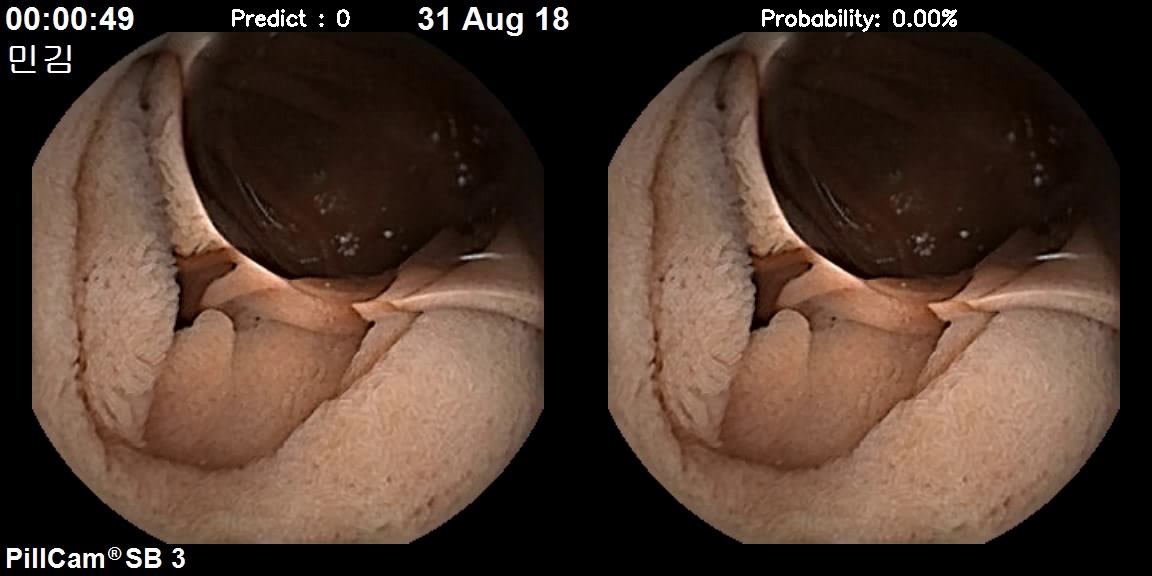 00:00:49 Predict : 0 31 Aug 18 Probability: 0.00%
민김
PillCam® SB 3